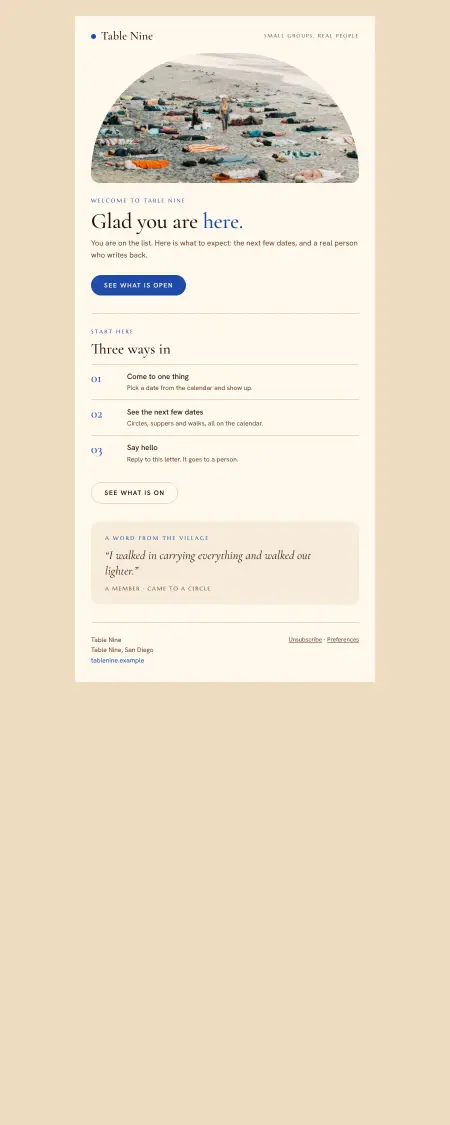 Table Nine
SMALL GROUPS, REAL PEOPLE
WELCOME TO TABLE NINE
Glad you are here.
You are on the list. Here is what to expect: the next few dates, and a real person
who writes back.
SEE WHAT IS OPEN
START HERE
Three ways in
01
Come to one thing
Pick a date from the calendar and show up.
02
See the next few dates
Circles, suppers and walks, all on the calendar.
03
Say hello
Reply to this letter. It goes to a person.
SEE WHAT IS ON
A WORD FROM THE VILLAGE
“I walked in carrying everything and walked out
lighter.”
A MEMBER · CAME TO A CIRCLE
Table Nine
Table Nine, San Diego
tablenine.example
Unsubscribe · Preferences